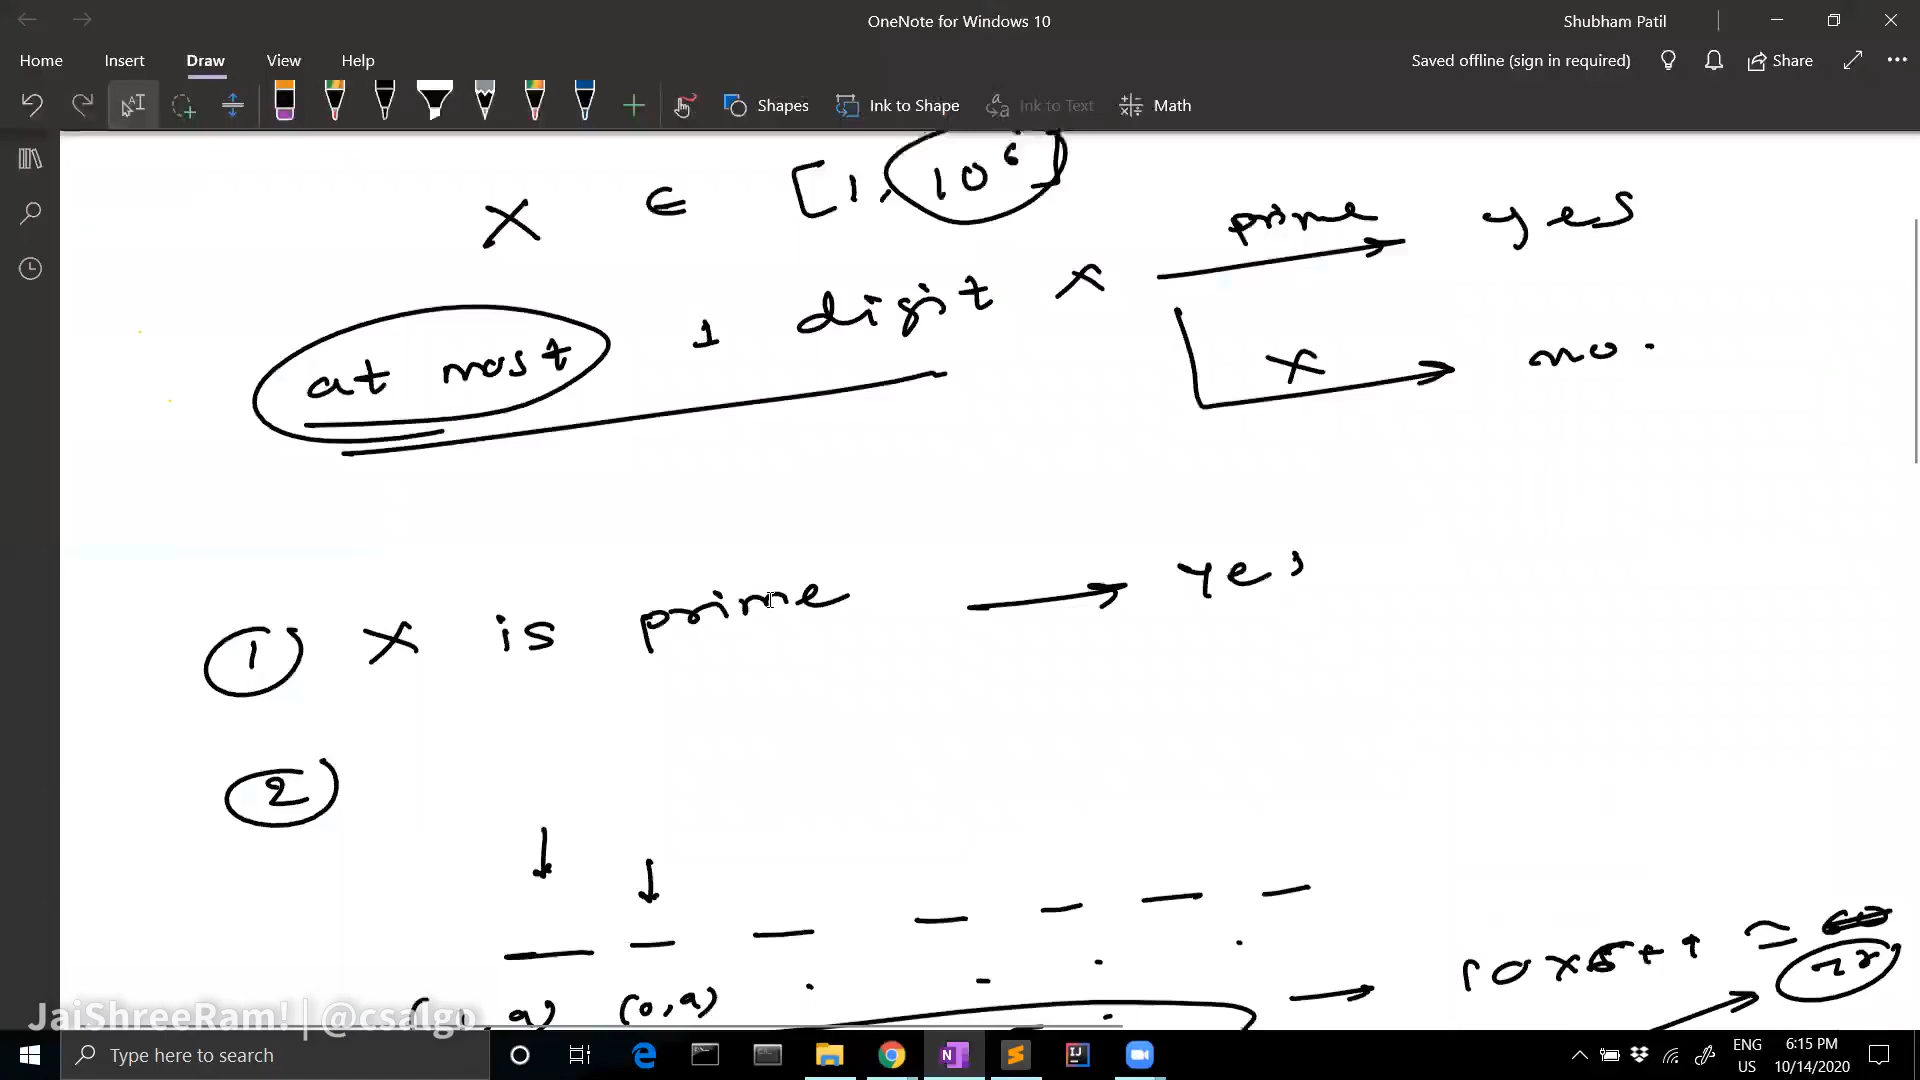 OneNote for Windows 10
Shubham Patil
Home Insert Draw View Help
Saved offline (sign in required) Share
Shapes Ink to Shape Ink to Text Math
X ∈ [1, 10^6]
at most 1 digit x
prime yes
x no.
1 X is prime → yes
2
(0,9)
JaiShreeRam! | @csalgo
Type here to search
ENG
US
6:15 PM
10/14/2020